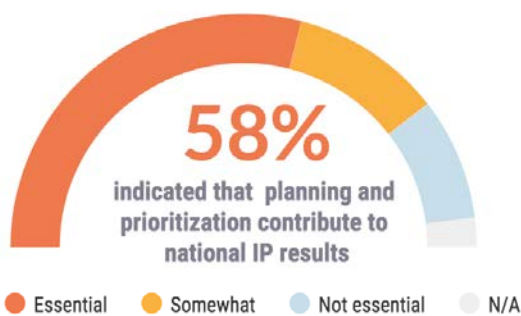 58%
indicated that planning and
prioritization contribute to
national IP results
Essential Somewhat Not essential N/A